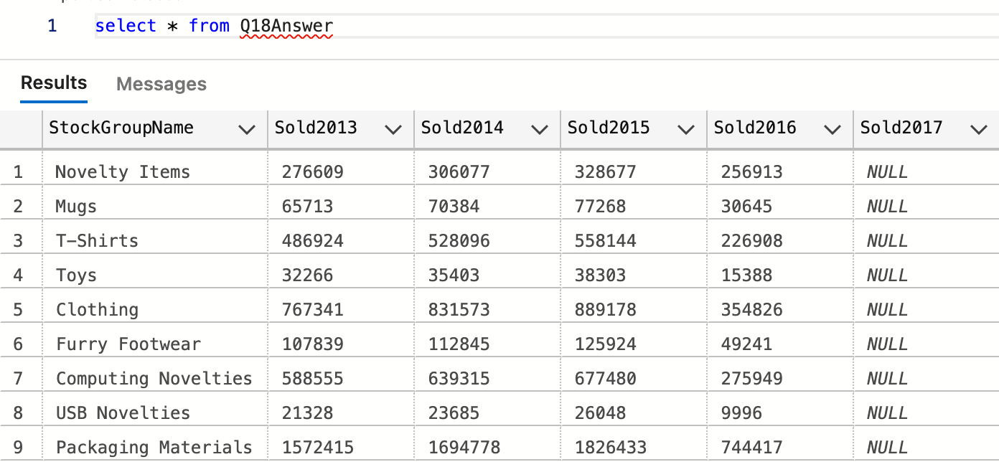 1 select * from Q18Answer
Results Messages
StockGroupName Sold2013 Sold2014 Sold2015 Sold2016 Sold2017
1 Novelty Items 276609 306077 328677 256913 NULL
2 Mugs 65713 70384 77268 30645 NULL
3 T-Shirts 486924 528096 558144 226908 NULL
4 Toys 32266 35403 38303 15388 NULL
5 Clothing 767341 831573 889178 354826 NULL
6 Furry Footwear 107839 112845 125924 49241 NULL
7 Computing Novelties 588555 639315 677480 275949 NULL
8 USB Novelties 21328 23685 26048 9996 NULL
9 Packaging Materials 1572415 1694778 1826433 744417 NULL